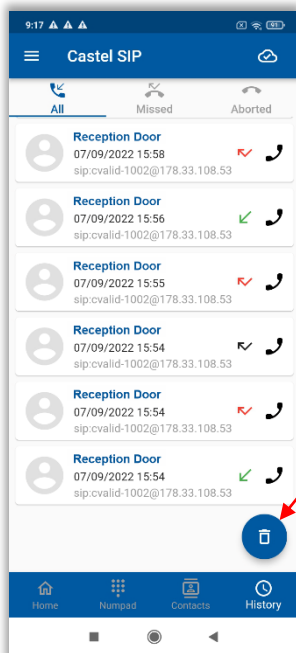 9:17
91
Castel SIP
All Missed Aborted
Reception Door
07/09/2022 15:58
sip:cvalid-1002@178.33.108.53
Reception Door
07/09/2022 15:56
sip:cvalid-1002@178.33.108.53
Reception Door
07/09/2022 15:55
sip:cvalid-1002@178.33.108.53
Reception Door
07/09/2022 15:54
sip:cvalid-1002@178.33.108.53
Reception Door
07/09/2022 15:54
sip:cvalid-1002@178.33.108.53
Reception Door
07/09/2022 15:54
sip:cvalid-1002@178.33.108.53
Home Numpad Contacts History